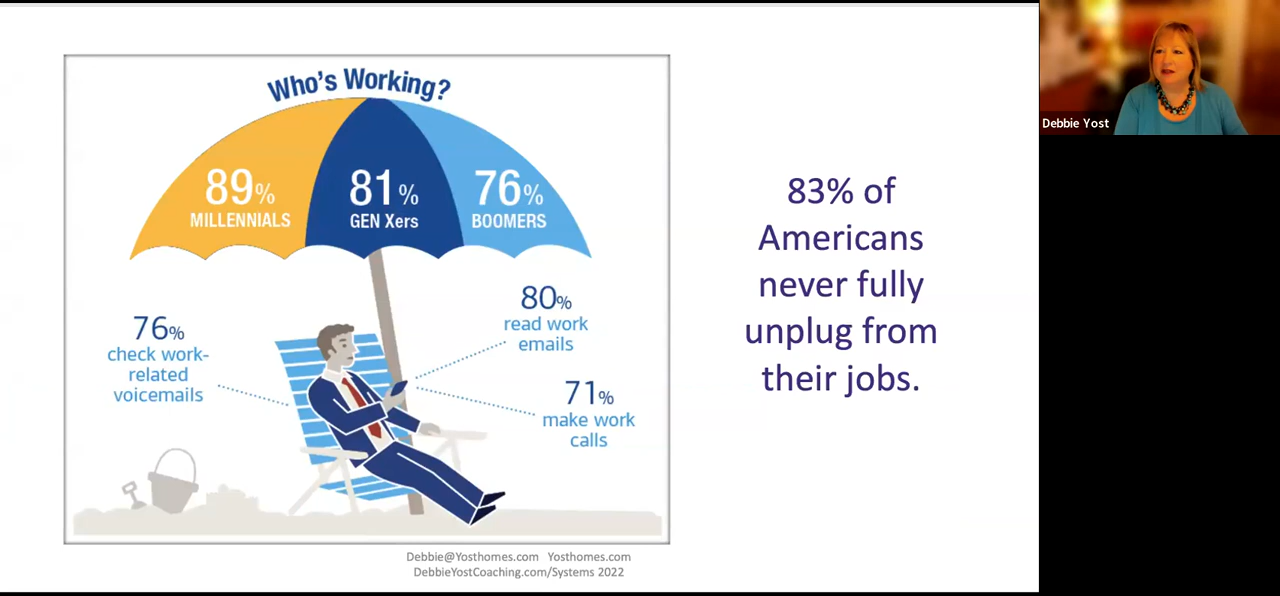 Who's Working?
89%
MILLENNIALS
81%
GEN Xers
76%
BOOMERS
80%
read work
emails
76%
check work-
related
voicemails
71%
make work
calls
83% of
Americans
never fully
unplug from
their jobs.
Debbie@Yosthomes.com Yosthomes.com
DebbieYostCoaching.com/Systems 2022
Debbie Yost